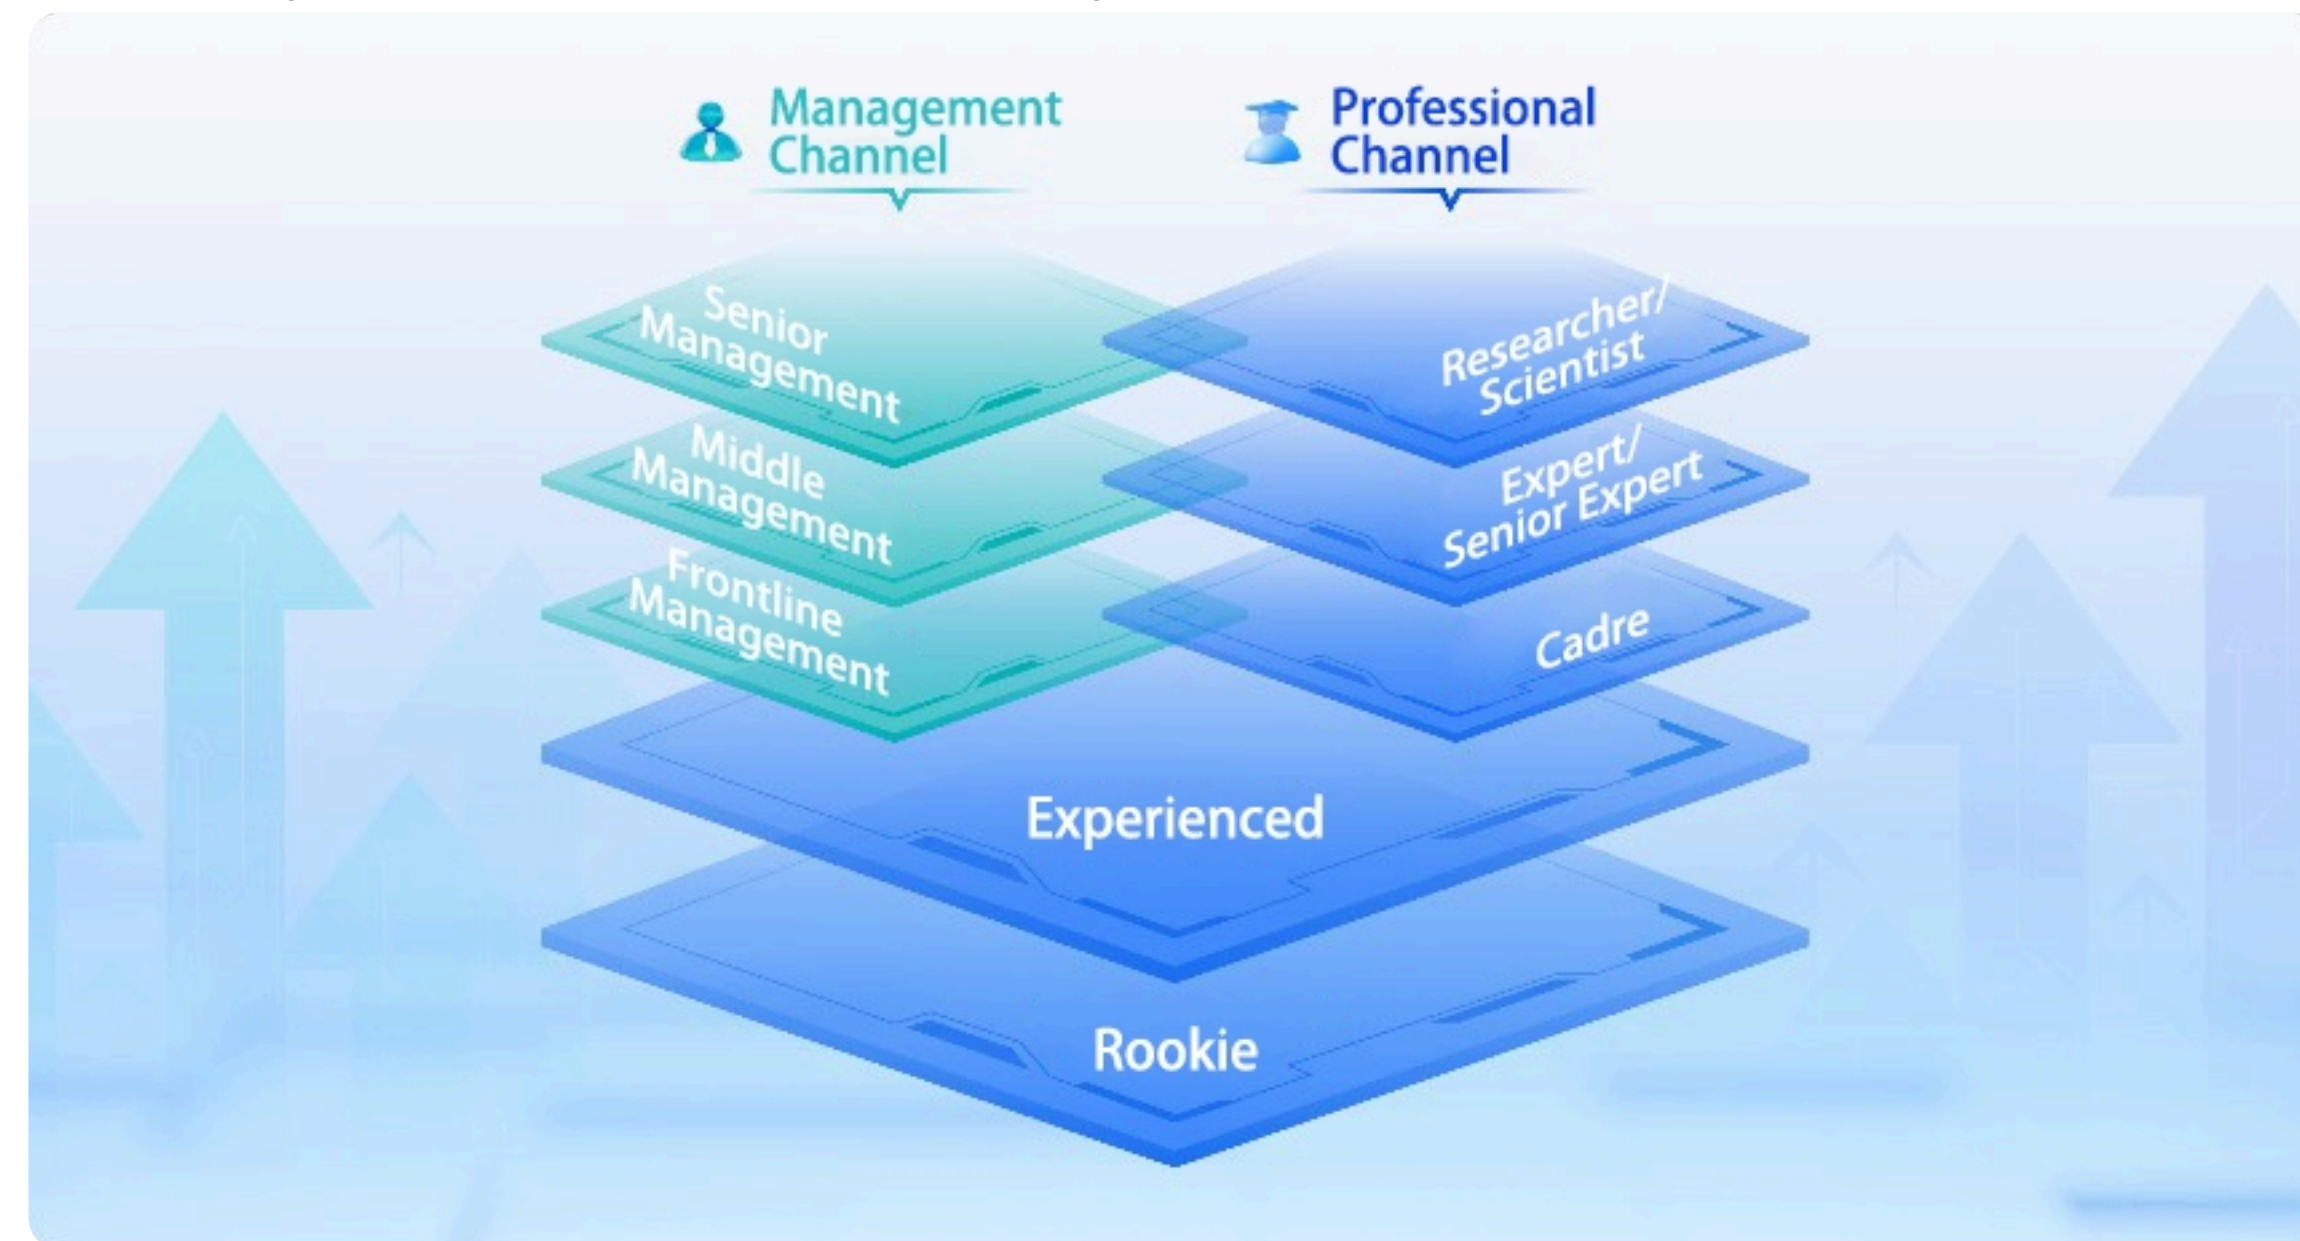 Management
Channel
Professional
Channel
Senior
Management
Researcher/
Scientist
Middle
Management
Expert/
Senior Expert
Frontline
Management
Cadre
Experienced
Rookie